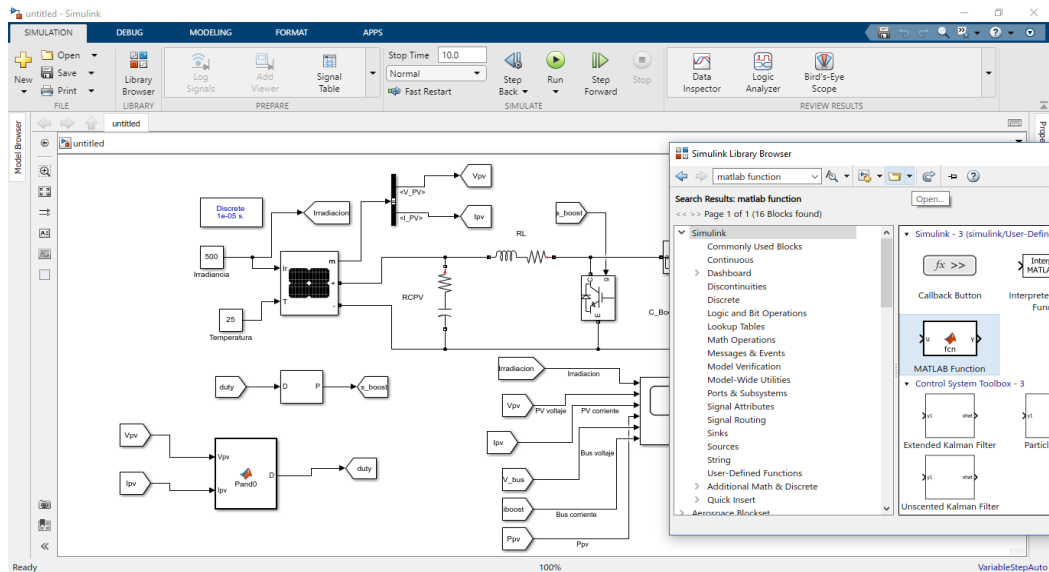 untitled - Simulink
SIMULATION DEBUG MODELING FORMAT APPS
New
Open
Save
Print
FILE
Library Browser
LIBRARY
Log Signals
Add Viewer
Signal Table
PREPARE
Stop Time 10.0
Normal
Fast Restart
Step Back
Run
Step Forward
Stop
SIMULATE
Data Inspector
Logic Analyzer
Bird's-Eye Scope
REVIEW RESULTS
Model Browser
untitled
untitled
Discrete
1e-05 s.
Irradiacion
500
Irradiancia
25
Temperatura
Ir
T
m
+
-
<V_PV>
<I_PV>
Vpv
Ipv
s_boost
RL
RCPV
g
C
E
duty
D
P
s_boost
Vpv
Ipv
Vpv
Ipv
Pand0
D
duty
Irradiacion
Irradiacion
Vpv
PV voltaje
PV corriente
Ipv
Bus voltaje
V_bus
iboost
Bus corriente
Ppv
Ppv
Simulink Library Browser
matlab function
Open...
Search Results: matlab function
<< >> Page 1 of 1 (16 Blocks found)
Simulink
Commonly Used Blocks
Continuous
Dashboard
Discontinuities
Discrete
Logic and Bit Operations
Lookup Tables
Math Operations
Messages & Events
Model Verification
Model-Wide Utilities
Ports & Subsystems
Signal Attributes
Signal Routing
Sinks
Sources
String
User-Defined Functions
Additional Math & Discrete
Quick Insert
Aerospace Blockset
Simulink - 3 (simulink/User-Defin
fx >>
Callback Button
Inter
MATL
Interprete
Func
u
fcn
y
MATLAB Function
Control System Toolbox - 3
y1
xhat
Extended Kalman Filter
y1
Particl
y1
xhat
Unscented Kalman Filter
Ready
100%
VariableStepAuto